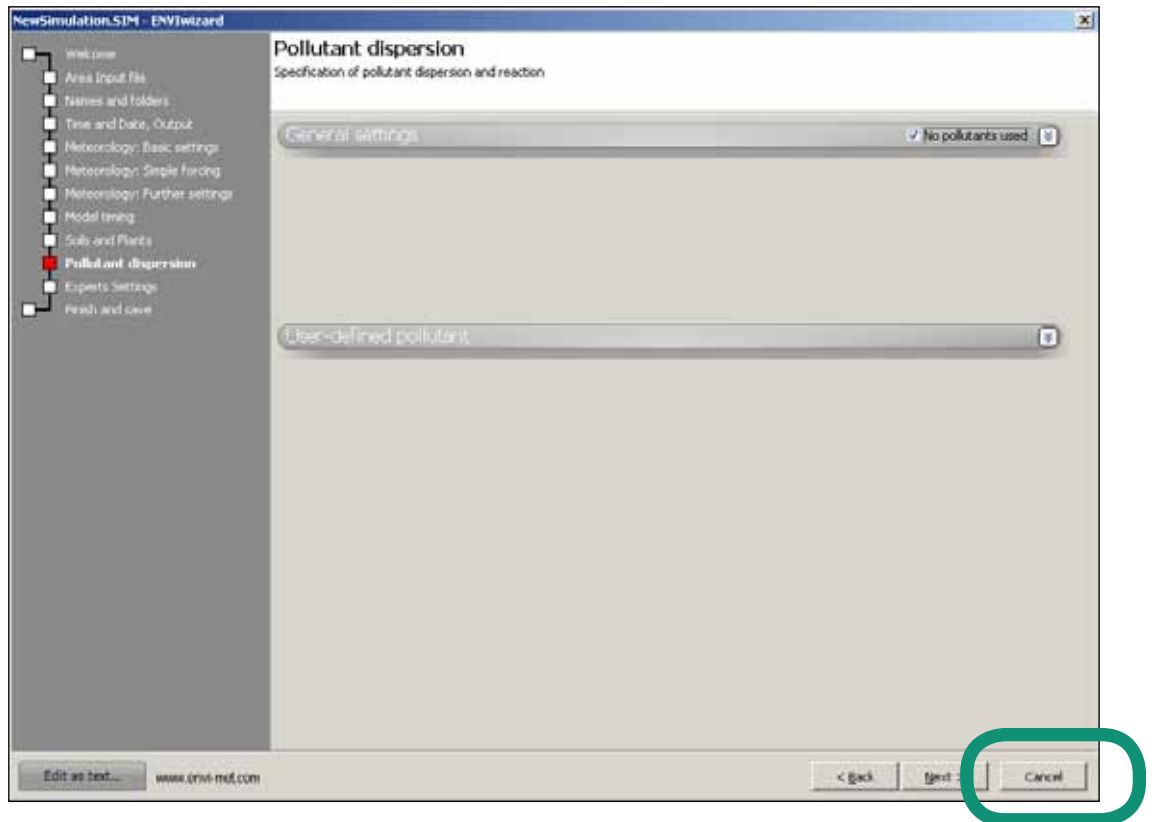 NewSimulation.SIM - ENVIwizard
Welcome
Area Input file
Names and folders
Time and Date, Output
Meteorology: Basic settings
Meteorology: Simple forcing
Meteorology: Further settings
Model timing
Soils and Plants
Pollutant dispersion
Experts Settings
Finish and save
Pollutant dispersion
Specification of pollutant dispersion and reaction
General settings
No pollutants used
User-defined pollutant
Edit as text...
www.envi-met.com
< Back
Next >
Cancel